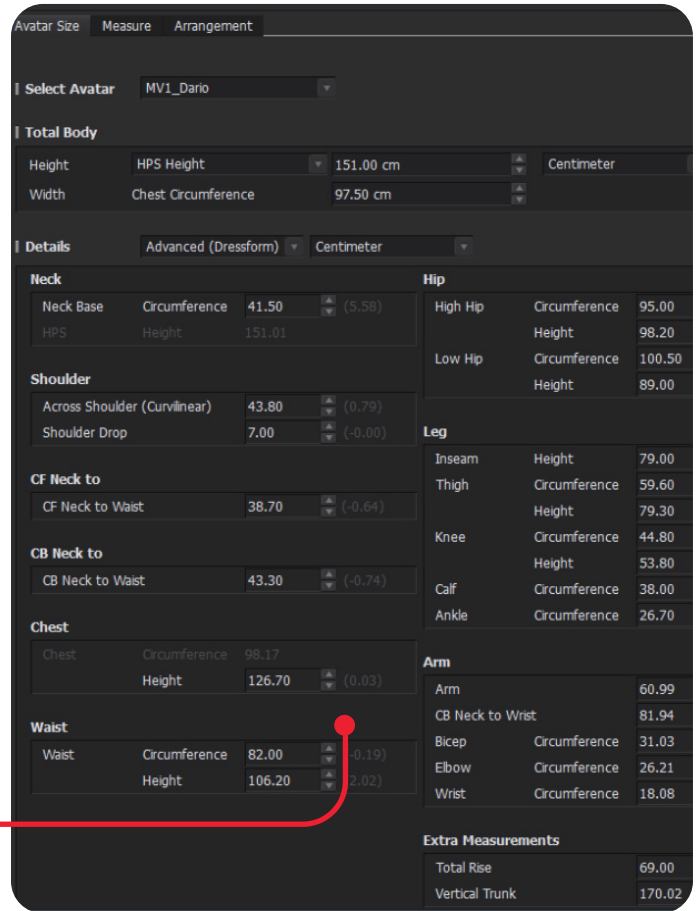 Avatar Size Measure Arrangement
Select Avatar MV1_Dario
Total Body
Height HPS Height 151.00 cm Centimeter
Width Chest Circumference 97.50 cm
Details Advanced (Dressform) Centimeter
Neck
Neck Base Circumference 41.50 (5.58)
HPS Height 151.01
Shoulder
Across Shoulder (Curvilinear) 43.80 (0.79)
Shoulder Drop 7.00 (-0.00)
CF Neck to
CF Neck to Waist 38.70 (-0.64)
CB Neck to
CB Neck to Waist 43.30 (-0.74)
Chest
Chest Circumference 98.17
Height 126.70 (0.03)
Waist
Waist Circumference 82.00 -0.19)
Height 106.20 2.02)
Hip
High Hip Circumference 95.00
Height 98.20
Low Hip Circumference 100.50
Height 89.00
Leg
Inseam Height 79.00
Thigh Circumference 59.60
Height 79.30
Knee Circumference 44.80
Height 53.80
Calf Circumference 38.00
Ankle Circumference 26.70
Arm
Arm 60.99
CB Neck to Wrist 81.94
Bicep Circumference 31.03
Elbow Circumference 26.21
Wrist Circumference 18.08
Extra Measurements
Total Rise 69.00
Vertical Trunk 170.02